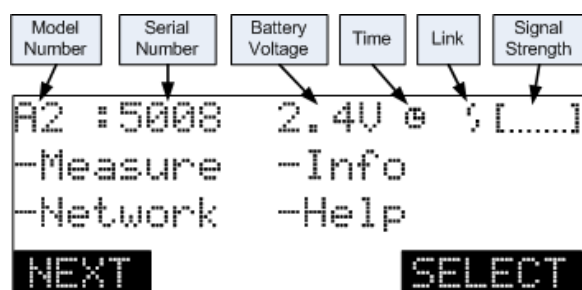 Model Number
Serial Number
Battery Voltage
Time
Link
Signal Strength
A2 :5008 2.4V [......]
-Measure -Info
-Network -Help
NEXT SELECT